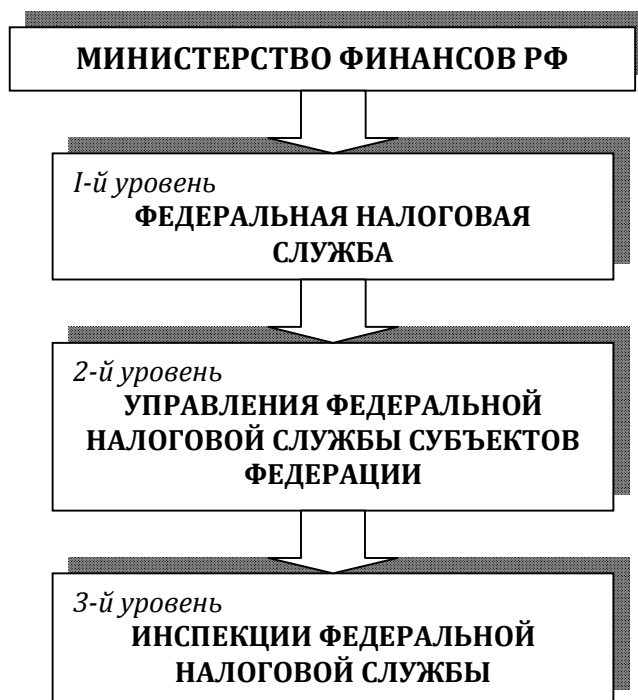 МИНИСТЕРСТВО ФИНАНСОВ РФ
I-й уровень
ФЕДЕРАЛЬНАЯ НАЛОГОВАЯ
СЛУЖБА
2-й уровень
УПРАВЛЕНИЯ ФЕДЕРАЛЬНОЙ
НАЛОГОВОЙ СЛУЖБЫ СУБЪЕКТОВ
ФЕДЕРАЦИИ
3-й уровень
ИНСПЕКЦИИ ФЕДЕРАЛЬНОЙ
НАЛОГОВОЙ СЛУЖБЫ